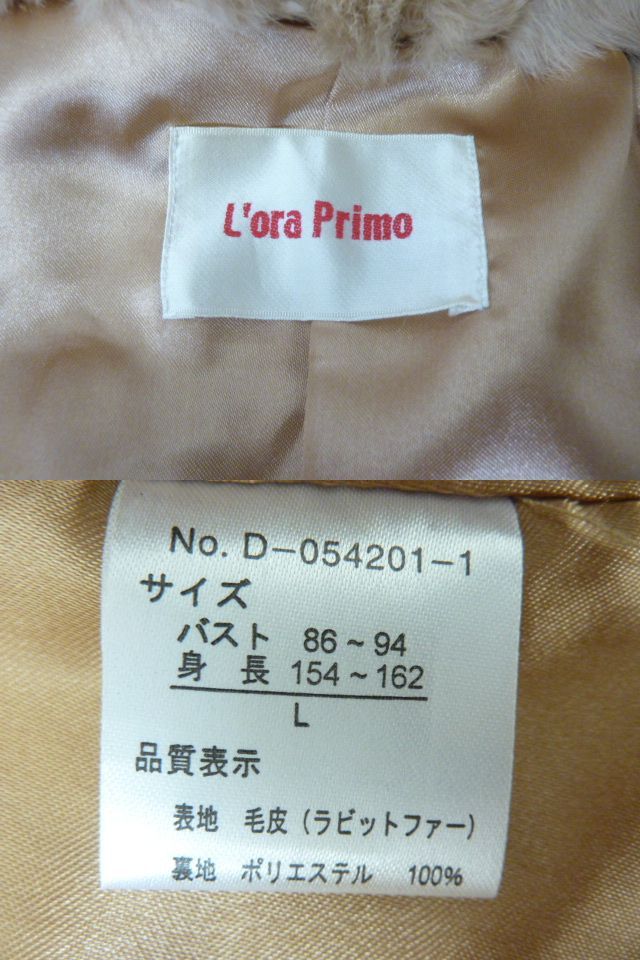 L'ora Primo
No. D-054201-1
サイズ
バスト 86~94
身 長 154~162
L
品質表示
表地 毛皮(ラビットファー)
裏地 ポリエステル 100%